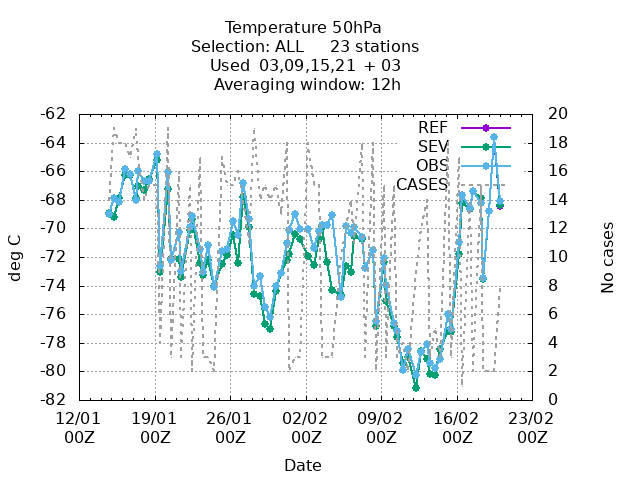 Temperature 50hPa
Selection: ALL     23 stations
Used 03,09,15,21 + 03
Averaging window: 12h
REF
SEV
OBS
CASES
deg C
-62
-64
-66
-68
-70
-72
-74
-76
-78
-80
-82
20
18
16
14
12
10
8
6
4
2
0
No cases
12/01 19/01 26/01 02/02 09/02 16/02 23/02
00Z 00Z 00Z 00Z 00Z 00Z 00Z
Date